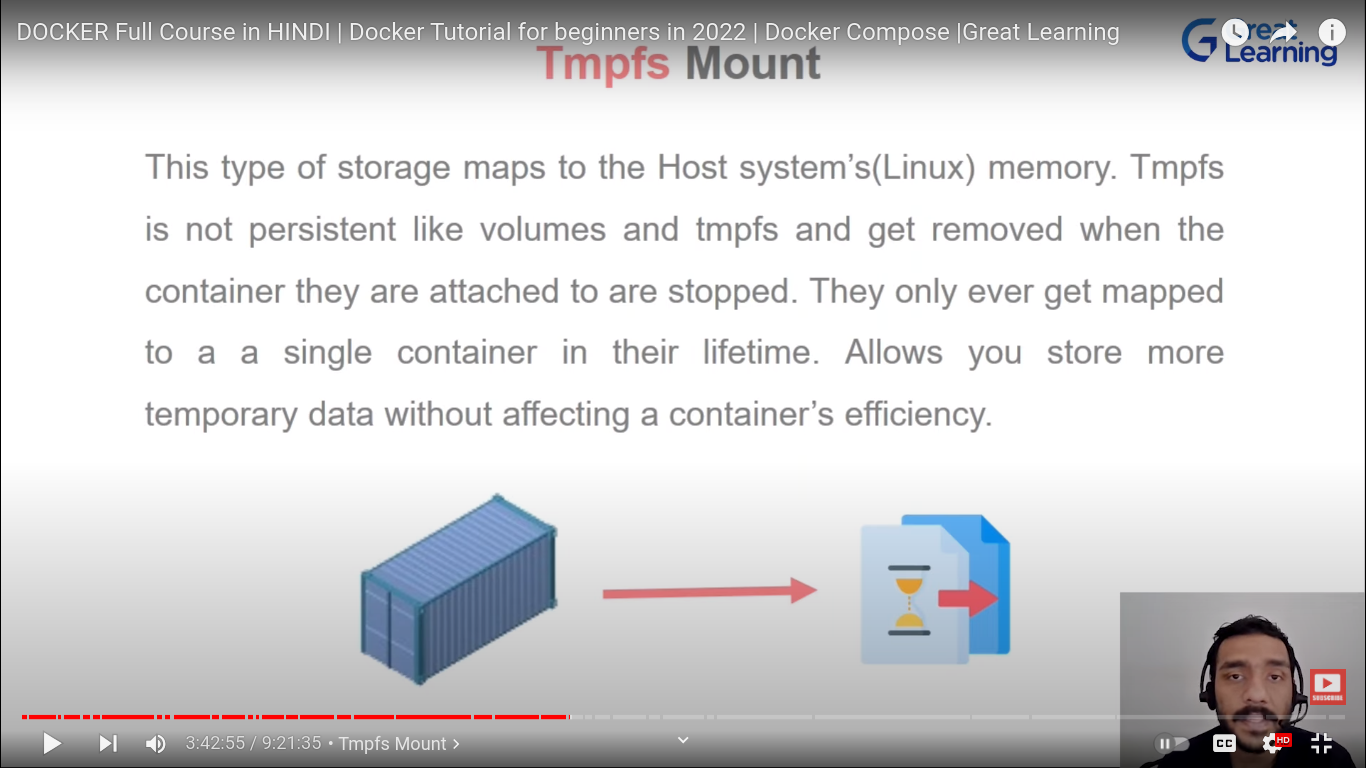 DOCKER Full Course in HINDI | Docker Tutorial for beginners in 2022 | Docker Compose |Great Learning
Great
Learning
Tmpfs Mount
This type of storage maps to the Host system’s(Linux) memory. Tmpfs
is not persistent like volumes and tmpfs and get removed when the
container they are attached to are stopped. They only ever get mapped
to a a single container in their lifetime. Allows you store more
temporary data without affecting a container’s efficiency.
SUBSCRIBE
3:42:55 / 9:21:35 • Tmpfs Mount
CC
HD